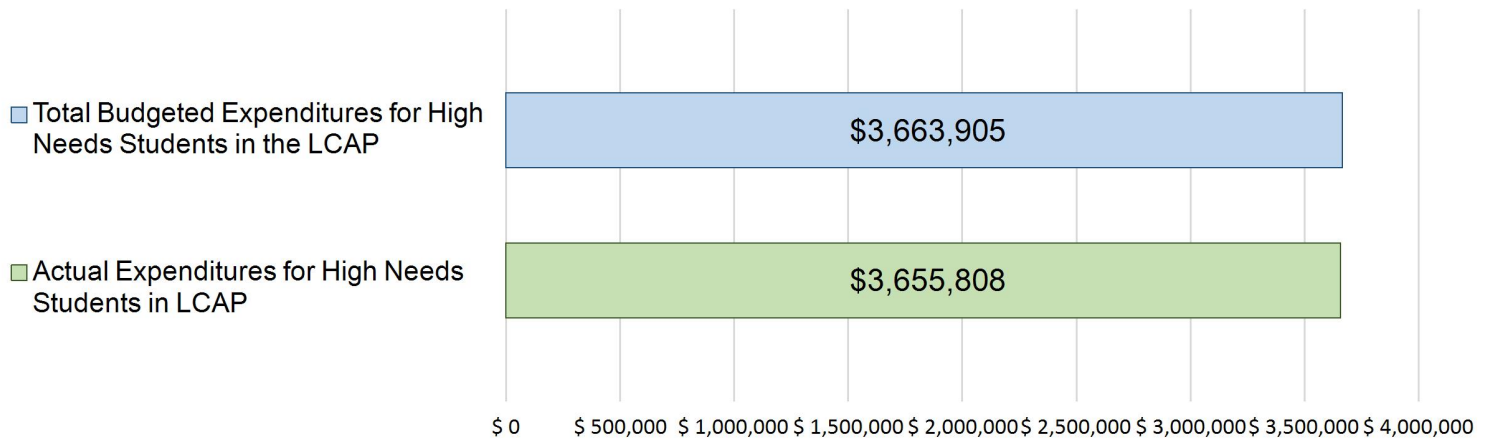 Total Budgeted Expenditures for High
Needs Students in the LCAP
$3,663,905
Actual Expenditures for High Needs
Students in LCAP
$3,655,808
$ 0 $ 500,000 $ 1,000,000 $ 1,500,000 $ 2,000,000 $ 2,500,000 $ 3,000,000 $ 3,500,000 $ 4,000,000